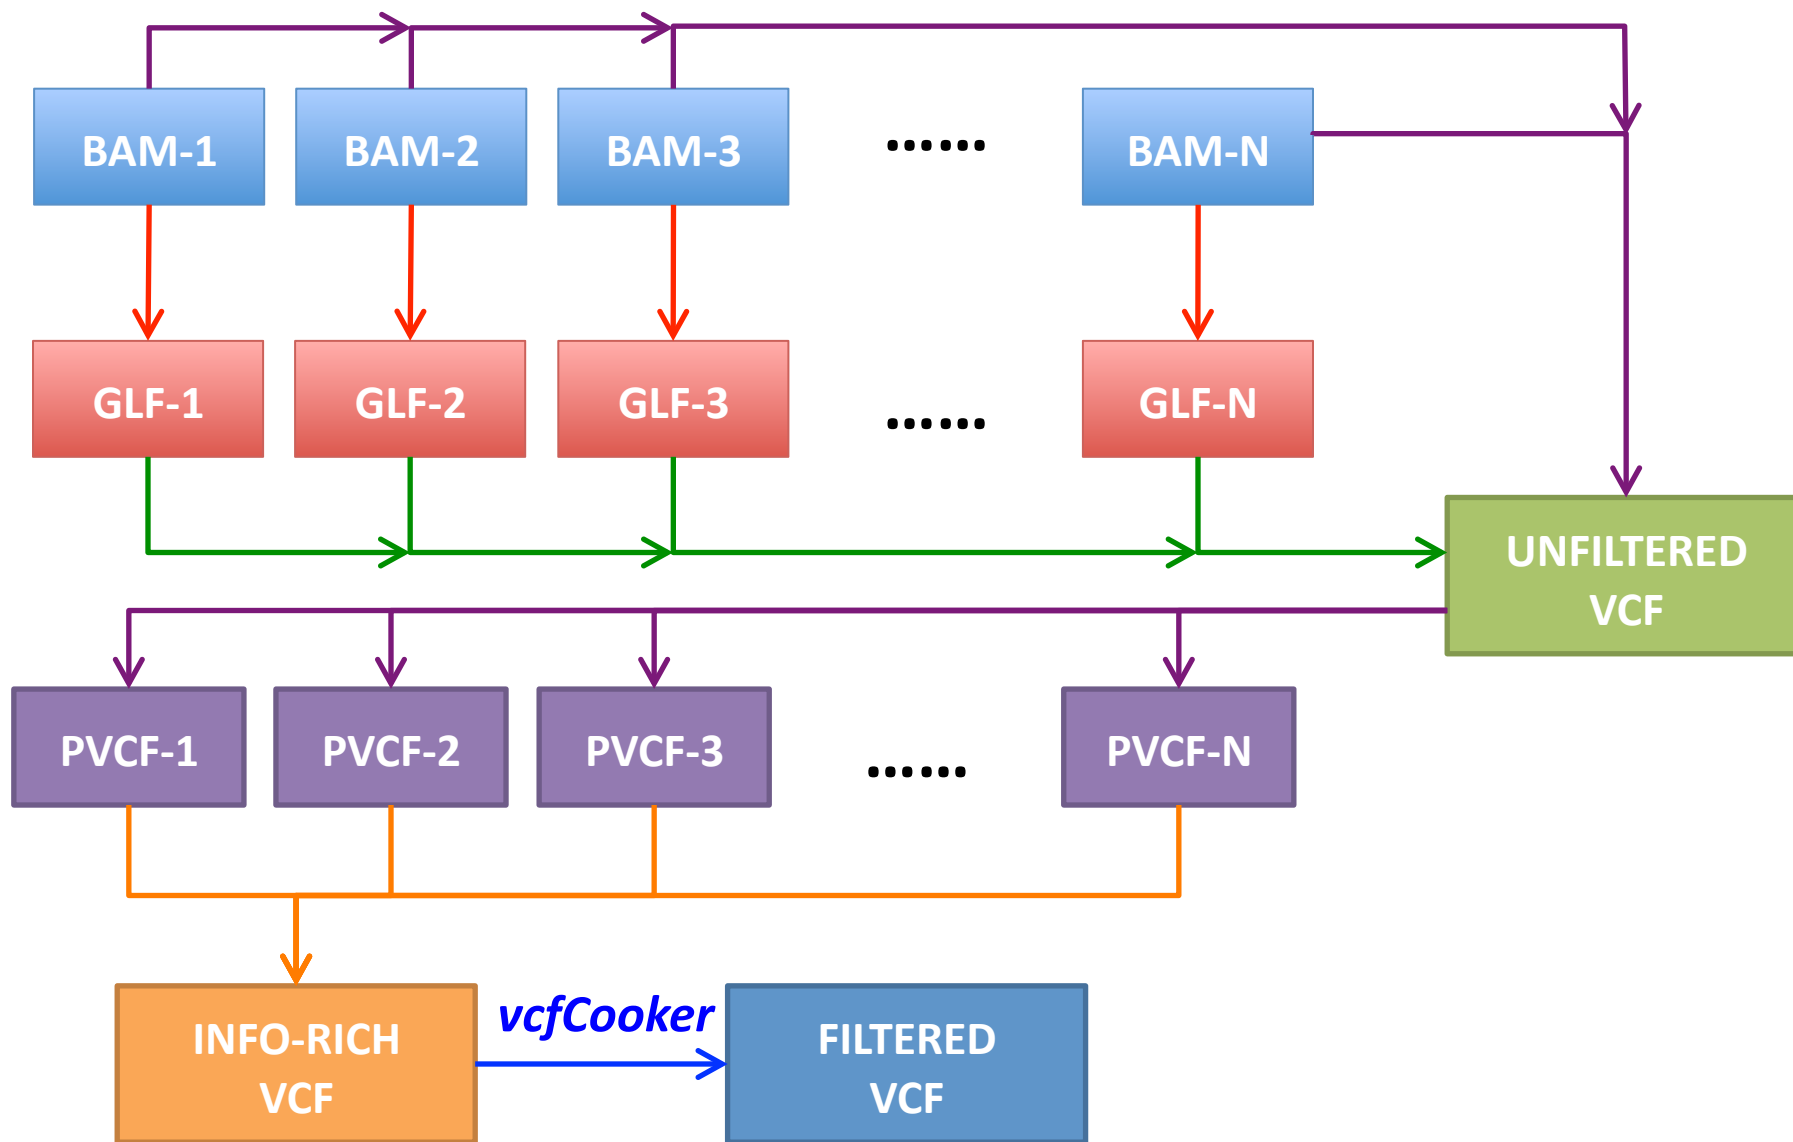 BAM-1 BAM-2 BAM-3 ...... BAM-N
GLF-1 GLF-2 GLF-3 ...... GLF-N
UNFILTERED
VCF
PVCF-1 PVCF-2 PVCF-3 ...... PVCF-N
INFO-RICH
VCF
vcfCooker
FILTERED
VCF